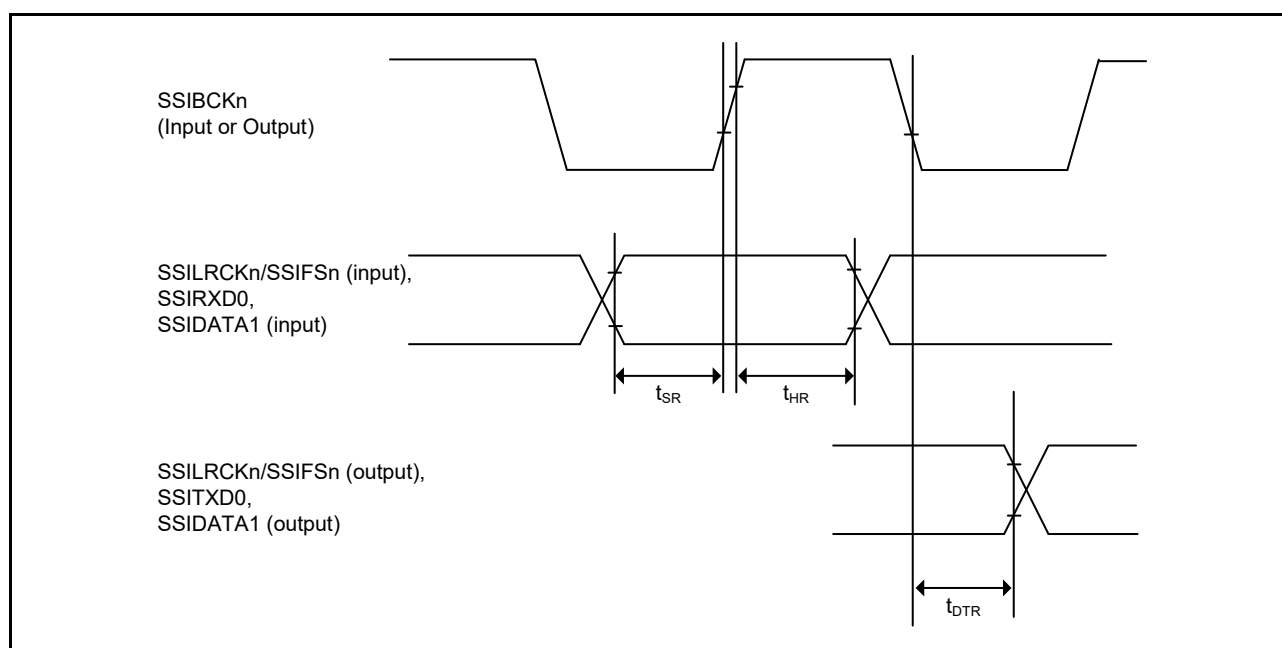 SSIBCKn
(Input or Output)
SSILRCKn/SSIFSn (input),
SSIRXD0,
SSIDATA1 (input)
tSR
tHR
SSILRCKn/SSIFSn (output),
SSITXD0,
SSIDATA1 (output)
tDTR